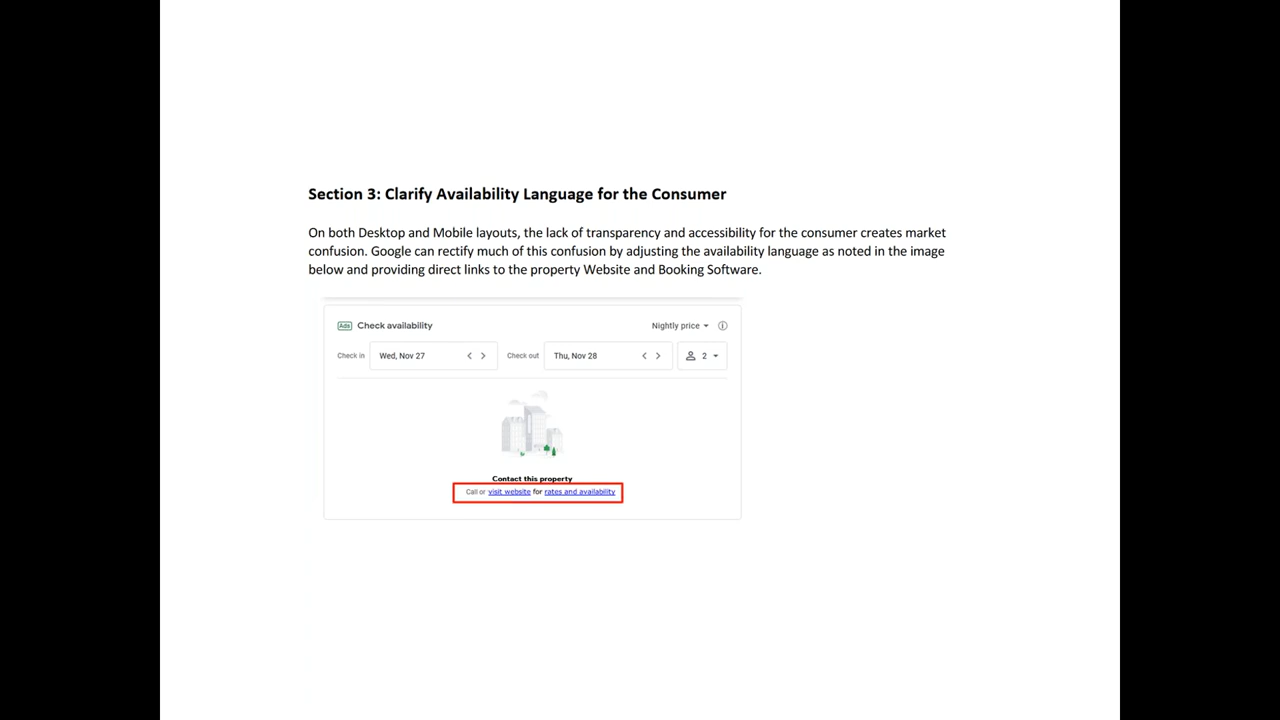 Section 3: Clarify Availability Language for the Consumer
On both Desktop and Mobile layouts, the lack of transparency and accessibility for the consumer creates market
confusion. Google can rectify much of this confusion by adjusting the availability language as noted in the image
below and providing direct links to the property Website and Booking Software.
Ads Check availability Nightly price
Check in Wed, Nov 27 Check out Thu, Nov 28 2
Contact this property
Call or visit website for rates and availability